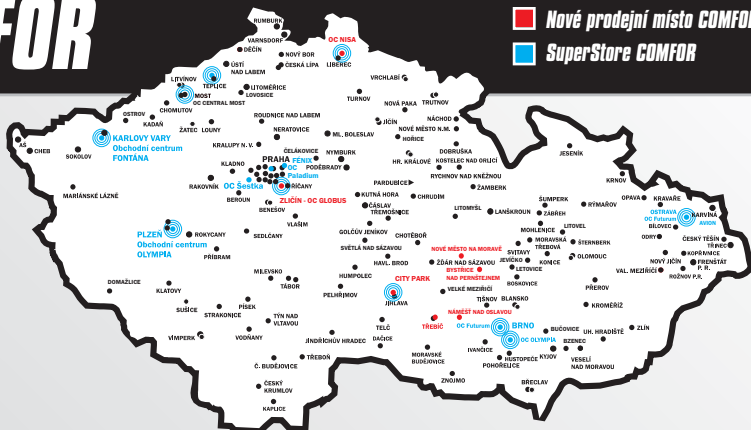 FOR
Nové prodejní místo COMFO
SuperStore COMFOR
RUMBURK
VARNSDORF
DĚČÍN
OC NISA
NOVÝ BOR
ÚSTÍ
NAD LABEM
ČESKÁ LÍPA
LIBEREC
LITVÍNOV
TEPLICE
LITOMĚŘICE
LOVOSICE
VRCHLABÍ
MOST
OC CENTRAL MOST
TURNOV
TRUTNOV
NOVÁ PAKA
CHOMUTOV
OSTROV
KADAŇ
ŽATEC
LOUNY
ROUDNICE NAD LABEM
JIČÍN
NÁCHOD
NOVÉ MĚSTO N.M.
NERATOVICE
ML. BOLESLAV
HOŘICE
KARLOVY VARY
Obchodní centrum
FONTÁNA
KRALUPY N. V.
ČELÁKOVICE
NYMBURK
DOBRUŠKA
AŠ
CHEB
SOKOLOV
PRAHA
FÉNIX
OC
Paladium
PODĚBRADY
HR. KRÁLOVÉ
KOSTELEC NAD ORLICÍ
RYCHNOV NAD KNĚŽNOU
JESENÍK
KLADNO
RAKOVNÍK
OC Šestka
ŘÍČANY
PARDUBICE
ŽAMBERK
KRNOV
MARIÁNSKÉ LÁZNĚ
BEROUN
ZLIČÍN - OC GLOBUS
KUTNÁ HORA
CHRUDIM
ŠUMPERK
OPAVA
KRAVAŘE
BENEŠOV
ČÁSLAV
TŘEMOŠNICE
LITOMYŠL
LANŠKROUN
ZÁBŘEH
RÝMAŘOV
OSTRAVA
OC Futurum
KARVINÁ
AVION
VLAŠIM
GOLČŮV JENÍKOV
CHOTĚBOŘ
MOHLENICE
LITOVEL
BÍLOVEC
PLZEŇ
Obchodní centrum
OLYMPIA
ROKYCANY
SEDLČANY
SVĚTLÁ NAD SÁZAVOU
NOVÉ MĚSTO NA MORAVĚ
MORAVSKÁ
TŘEBOVÁ
ŠTERNBERK
ODRY
ČESKÝ TĚŠÍN
TŘINEC
PŘÍBRAM
HAVL. BROD
ŽĎÁR NAD SÁZAVOU
SVITAVY
JEVÍČKO
KONICE
OLOMOUC
KOPŘIVNICE
NOVÝ JIČÍN
FRENŠTÁT
P. R.
BYSTŘICE
NAD PERNŠTEJNEM
LETOVICE
VAL. MEZIŘÍČÍ
ROŽNOV P.R.
DOMAŽLICE
KLATOVY
MILEVSKO
TÁBOR
HUMPOLEC
CITY PARK
BOSKOVICE
PŘEROV
PELHŘIMOV
JIHLAVA
VELKÉ MEZIŘÍČÍ
TIŠNOV
BLANSKO
KROMĚŘÍŽ
SUŠICE
STRAKONICE
PÍSEK
TÝN NAD
VLTAVOU
NÁMĚŠŤ NAD OSLAVOU
TŘEBÍČ
OC Futurum
BRNO
BUČOVICE
UH. HRADIŠTĚ
ZLÍN
VIMPERK
VODŇANY
TELČ
DAČICE
JINDŘICHŮV HRADEC
OC OLYMPIA
IVANČICE
BZENEC
Č. BUDĚJOVICE
TŘEBOŇ
MORAVSKÉ
BUDĚJOVICE
HUSTOPEČE
POHOŘELICE
KYJOV
VESELÍ
NAD MORAVOU
ČESKÝ
KRUMLOV
ZNOJMO
BŘECLAV
KAPLICE